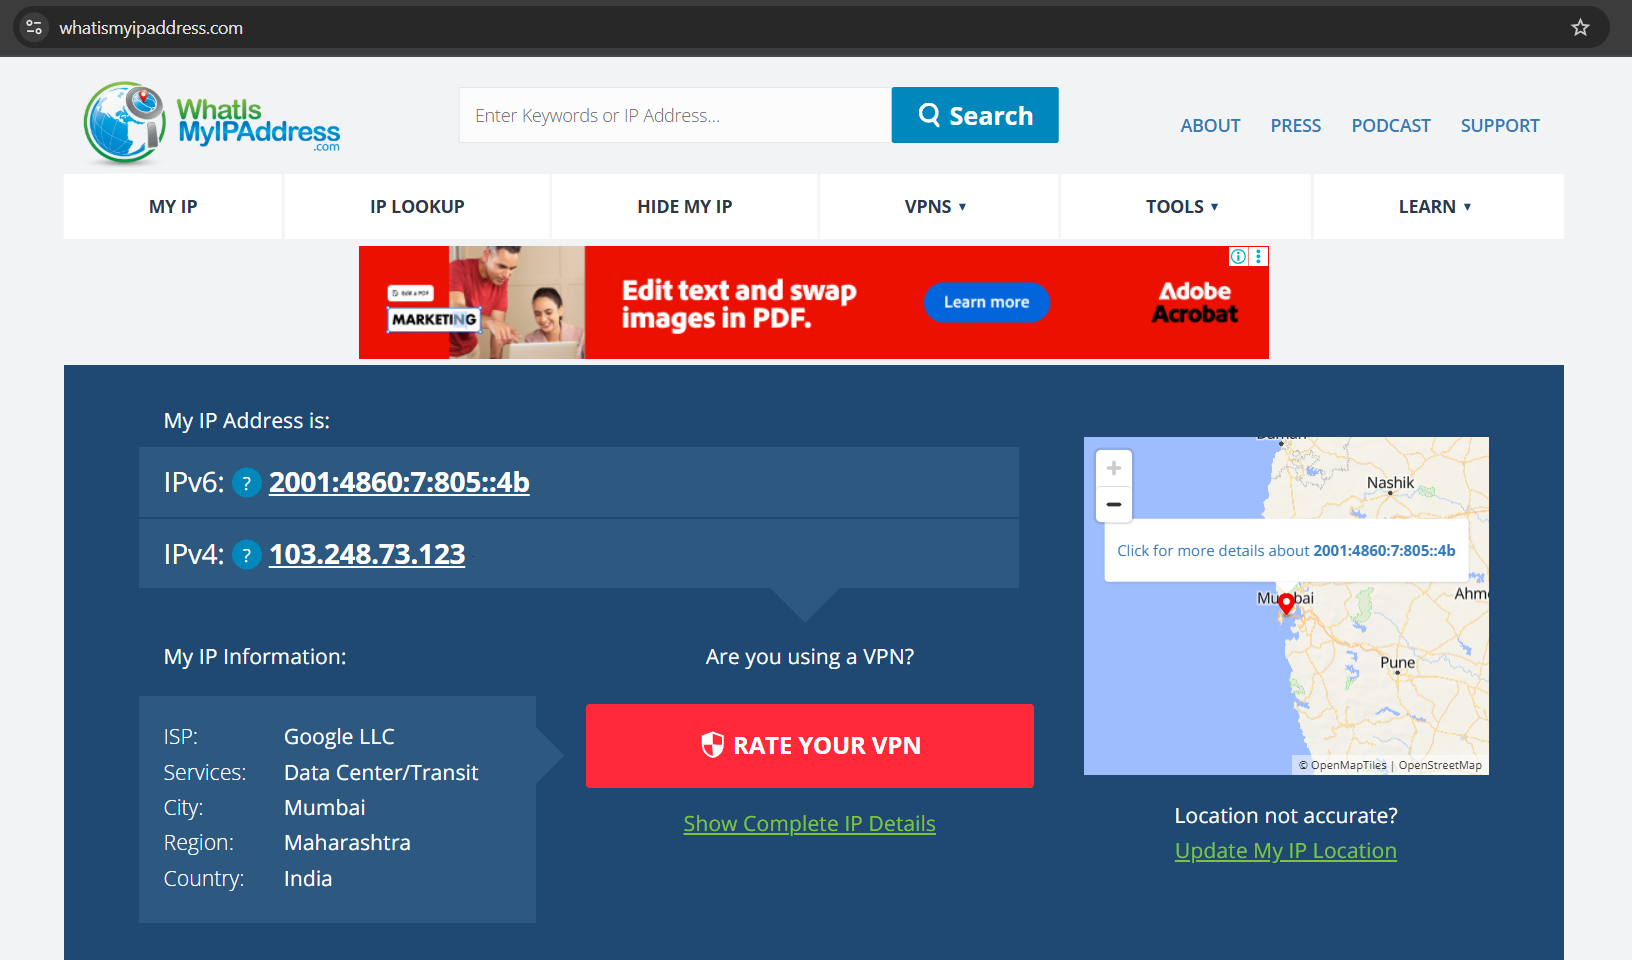 whatismyipaddress.com
WhatIs
MyIPAddress
.com
Enter Keywords or IP Address...
Search
ABOUT
PRESS
PODCAST
SUPPORT
MY IP
IP LOOKUP
HIDE MY IP
VPNS
TOOLS
LEARN
Edit a PDF
MARKETING
Edit text and swap
images in PDF.
Learn more
Adobe
Acrobat
My IP Address is:
IPv6: ? 2001:4860:7:805::4b
IPv4: ? 103.248.73.123
My IP Information:
ISP: Google LLC
Services: Data Center/Transit
City: Mumbai
Region: Maharashtra
Country: India
Are you using a VPN?
RATE YOUR VPN
Show Complete IP Details
Nashik
+
−
Click for more details about 2001:4860:7:805::4b
Ahm
Pune
© OpenMapTiles | OpenStreetMap
Location not accurate?
Update My IP Location